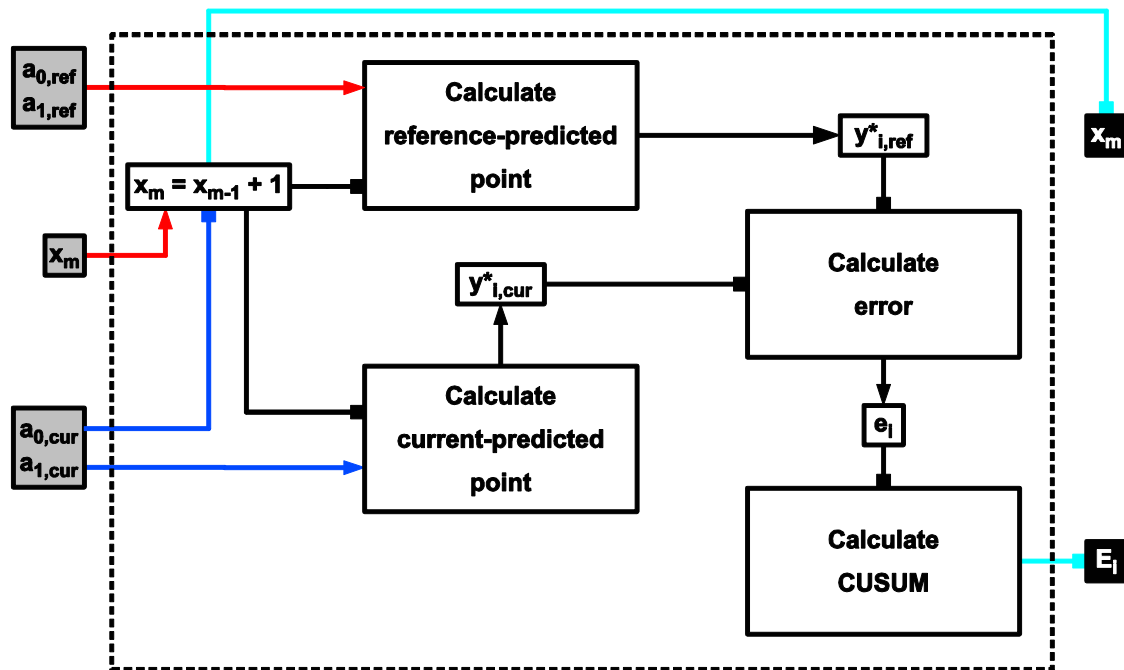 a0,ref
a1,ref
Calculate
reference-predicted
point
y*i,ref
xm
xm = xm-1 + 1
xm
Calculate
error
y*i,cur
Calculate
current-predicted
point
ei
a0,cur
a1,cur
Calculate
CUSUM
Ei